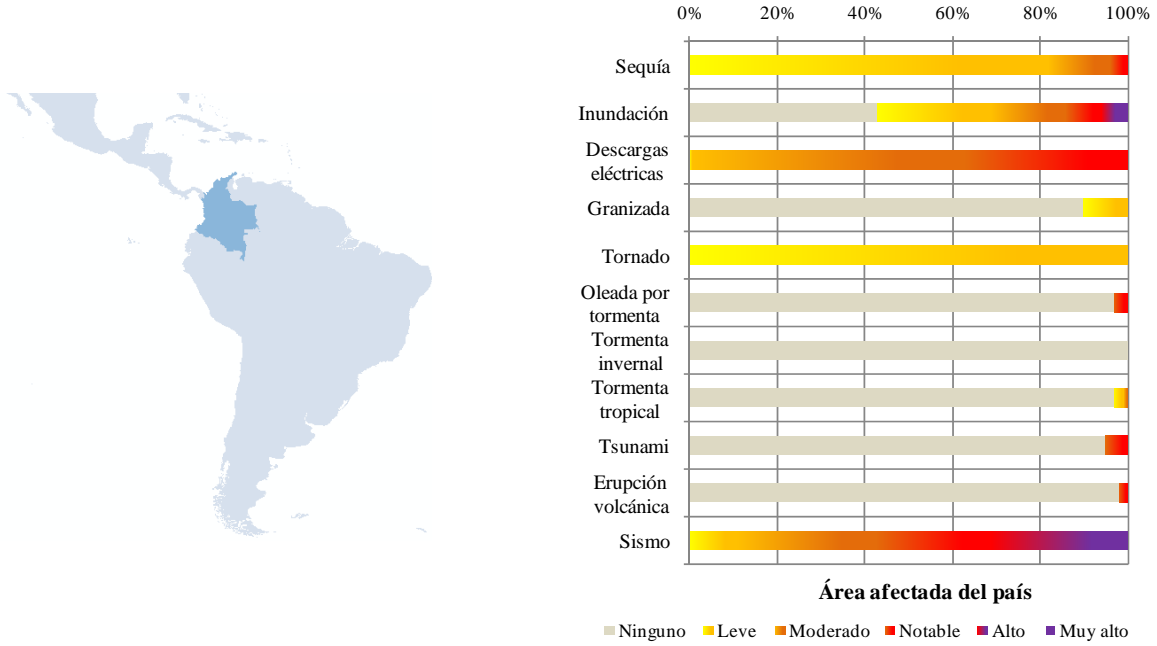 0% 20% 40% 60% 80% 100%
Sequía
Inundación
Descargas
eléctricas
Granizada
Tornado
Oleada por
tormenta
Tormenta
invernal
Tormenta
tropical
Tsunami
Erupción
volcánica
Sismo
Área afectada del país
Ninguno Leve Moderado Notable Alto Muy alto